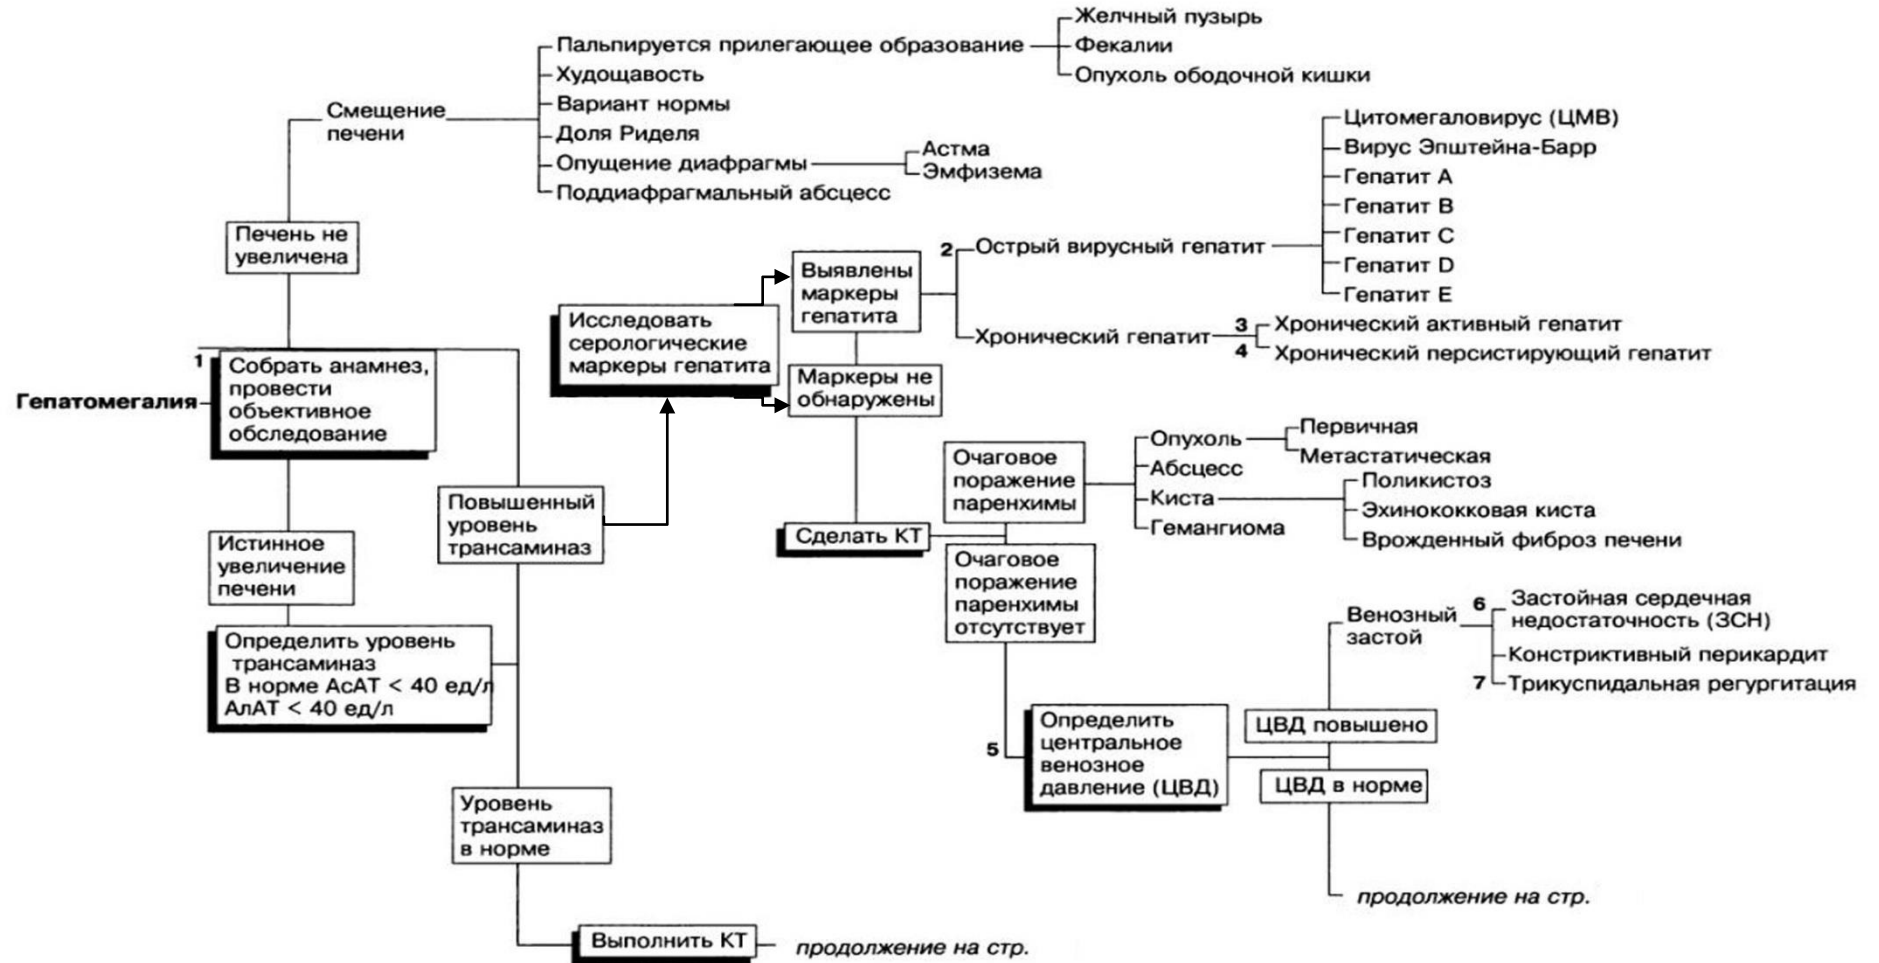 Желчный пузырь
Пальпируется прилегающее образование
Фекалии
Худощавость
Опухоль ободочной кишки
Смещение
печени
Вариант нормы
Доля Риделя
Опущение диафрагмы
Астма
Эмфизема
Поддиафрагмальный абсцесс
Цитомегаловирус (ЦМВ)
Вирус Эпштейна-Барр
Гепатит А
Гепатит В
Гепатит С
Гепатит D
Гепатит Е
Печень не
увеличена
2
Острый вирусный гепатит
Выявлены
маркеры
гепатита
Исследовать
серологические
маркеры гепатита
Хронический гепатит
3
Хронический активный гепатит
4
Хронический персистирующий гепатит
1
Собрать анамнез,
провести
объективное
обследование
Гепатомегалия
Маркеры не
обнаружены
Очаговое
поражение
паренхимы
Опухоль
Первичная
Метастатическая
Абсцесс
Киста
Поликистоз
Эхинококковая киста
Врожденный фиброз печени
Гемангиома
Повышенный
уровень
трансаминаз
Сделать КТ
Истинное
увеличение
печени
Очаговое
поражение
паренхимы
отсутствует
Определить уровень
трансаминаз
В норме АсАТ < 40 ед/л
АлАТ < 40 ед/л
Венозный
застой
6
Застойная сердечная
недостаточность (ЗСН)
Констриктивный перикардит
7
Трикуспидальная регургитация
5
Определить
центральное
венозное
давление (ЦВД)
ЦВД повышено
ЦВД в норме
Уровень
трансаминаз
в норме
продолжение на стр.
Выполнить КТ
продолжение на стр.